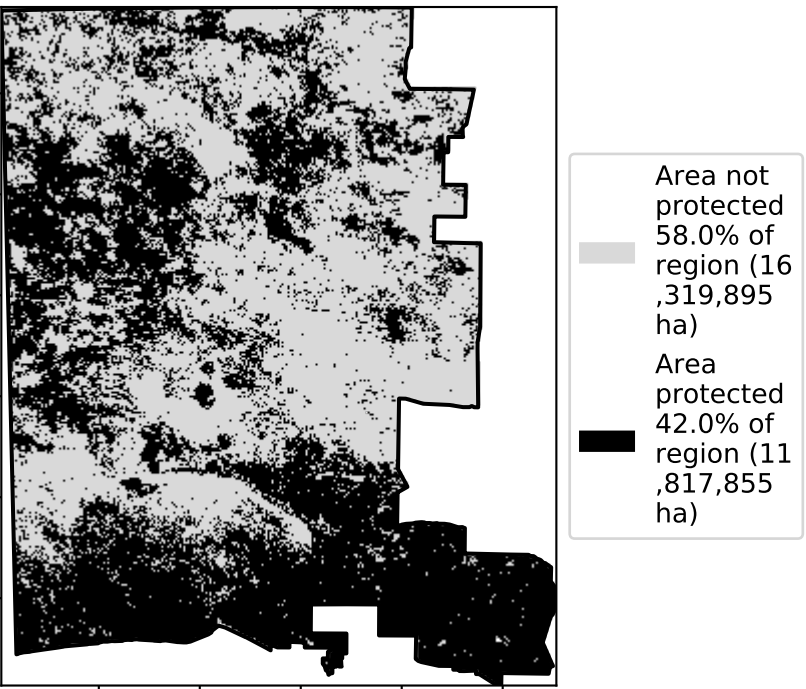 Area not
protected
58.0% of
region (16
,319,895
ha)
Area
protected
42.0% of
region (11
,817,855
ha)